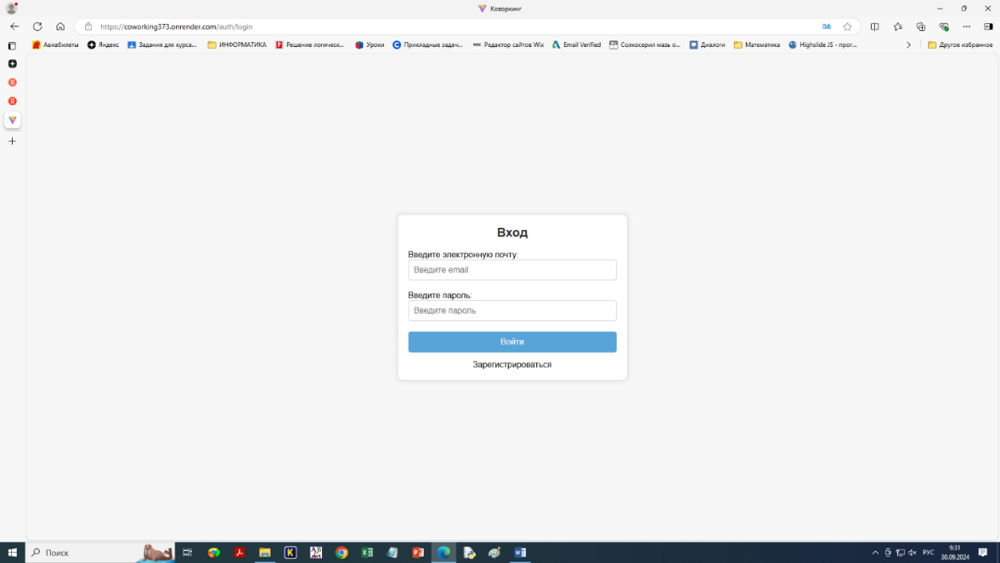 Коворкинг
https://coworking373.onrender.com/auth/login
Авиабилеты Яндекс Задания для курса... ИНФОРМАТИКА Решение логическ... Уроки Прикладные задач... WIX Редактор сайтов Wix Email Verified Солкосерил мазь о... Диалоги Математика Highslide JS - прог... Другое избранное
Вход
Введите электронную почту:
Введите email
Введите пароль:
Введите пароль
Войти
Зарегистрироваться
Поиск
РУС
9:31
30.09.2024